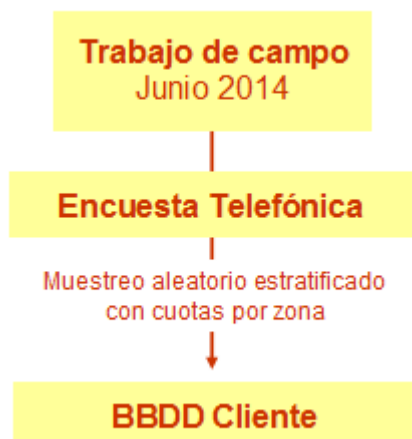 Trabajo de campo
Junio 2014
Encuesta Telefónica
Muestreo aleatorio estratificado
con cuotas por zona
BBDD Cliente